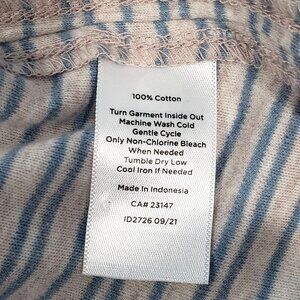 100% Cotton
Turn Garment Inside Out
Machine Wash Cold
Gentle Cycle
Only Non-Chlorine Bleach
When Needed
Tumble Dry Low
Cool Iron If Needed
Made In Indonesia
CA# 23147
ID2726 09/21